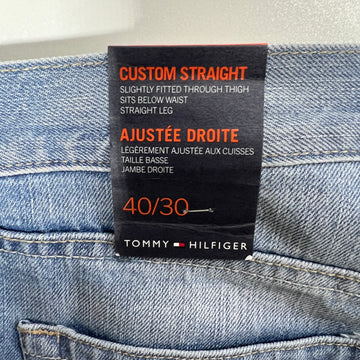 CUSTOM STRAIGHT
SLIGHTLY FITTED THROUGH THIGH
SITS BELOW WAIST
STRAIGHT LEG
AJUSTÉE DROITE
LÉGÈREMENT AJUSTÉE AUX CUISSES
TAILLE BASSE
JAMBE DROITE
40/30
TOMMY HILFIGER